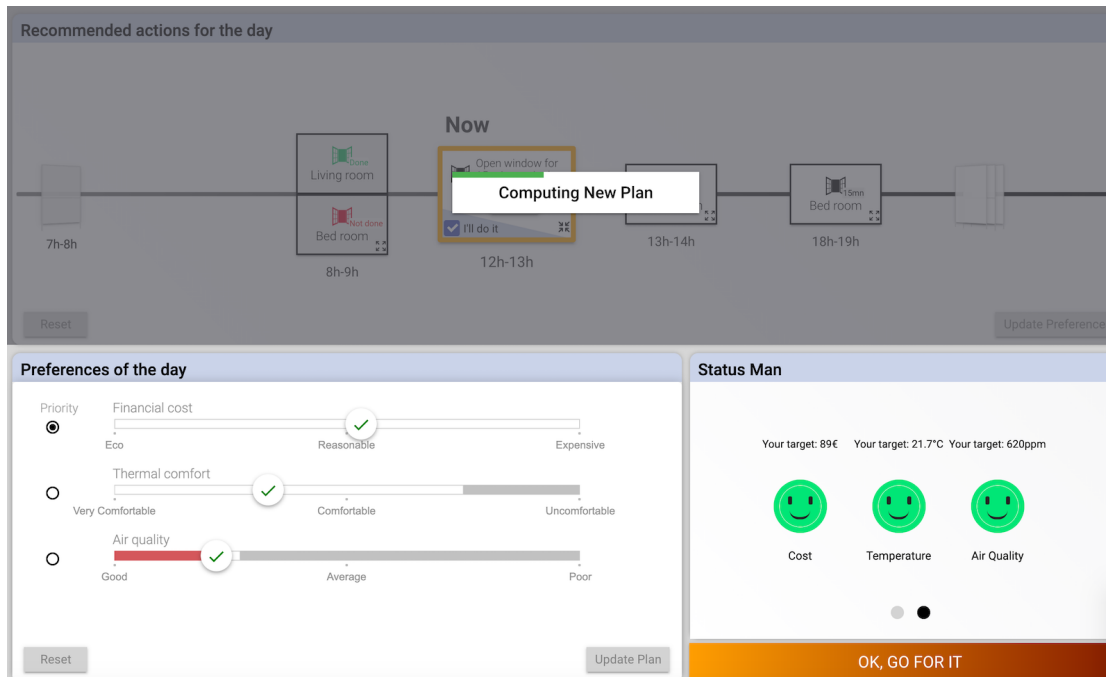 Recommended actions for the day
Now
Done
Living room
Not done
Bed room
Open window for
Computing New Plan
I'll do it
15mn
Bed room
7h-8h
8h-9h
12h-13h
13h-14h
18h-19h
Reset
Update Preference
Preferences of the day
Priority
Financial cost
Eco
Reasonable
Expensive
Thermal comfort
Very Comfortable
Comfortable
Uncomfortable
Air quality
Good
Average
Poor
Reset
Update Plan
Status Man
Your target: 89€
Your target: 21.7°C
Your target: 620ppm
Cost
Temperature
Air Quality
OK, GO FOR IT